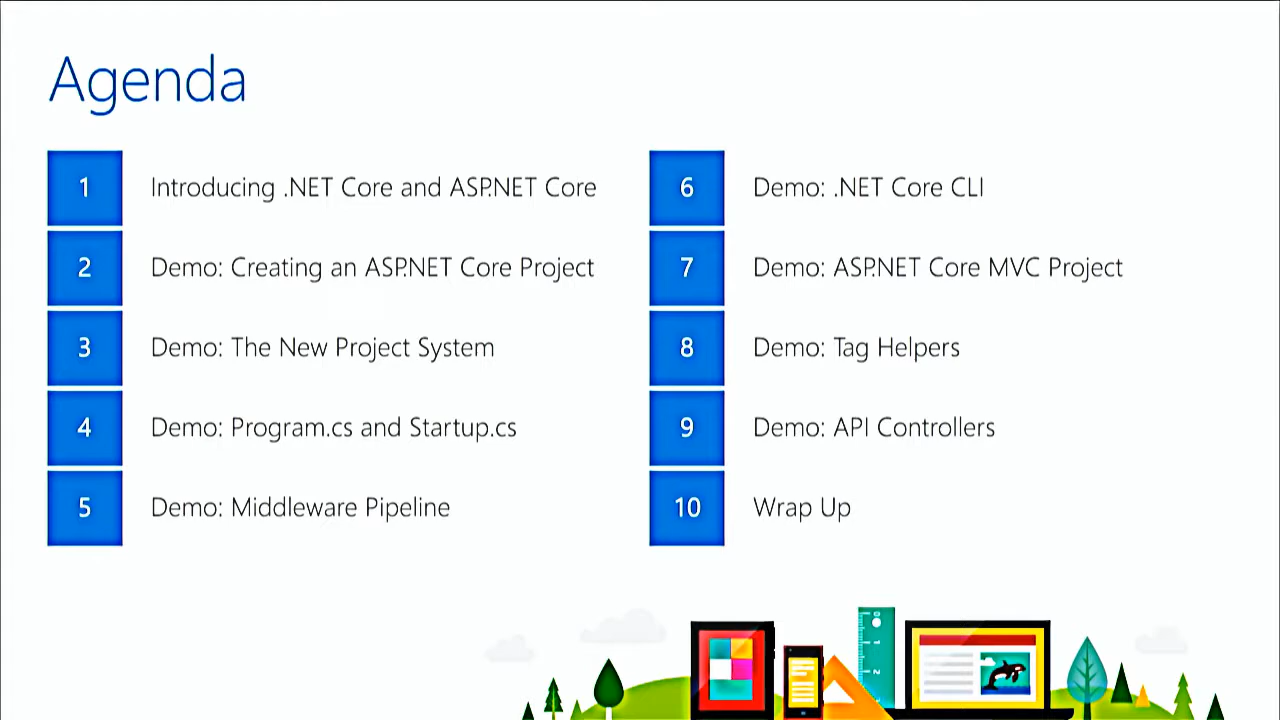 Agenda
1 Introducing .NET Core and ASP.NET Core
2 Demo: Creating an ASP.NET Core Project
3 Demo: The New Project System
4 Demo: Program.cs and Startup.cs
5 Demo: Middleware Pipeline
6 Demo: .NET Core CLI
7 Demo: ASP.NET Core MVC Project
8 Demo: Tag Helpers
9 Demo: API Controllers
10 Wrap Up
0
1
2